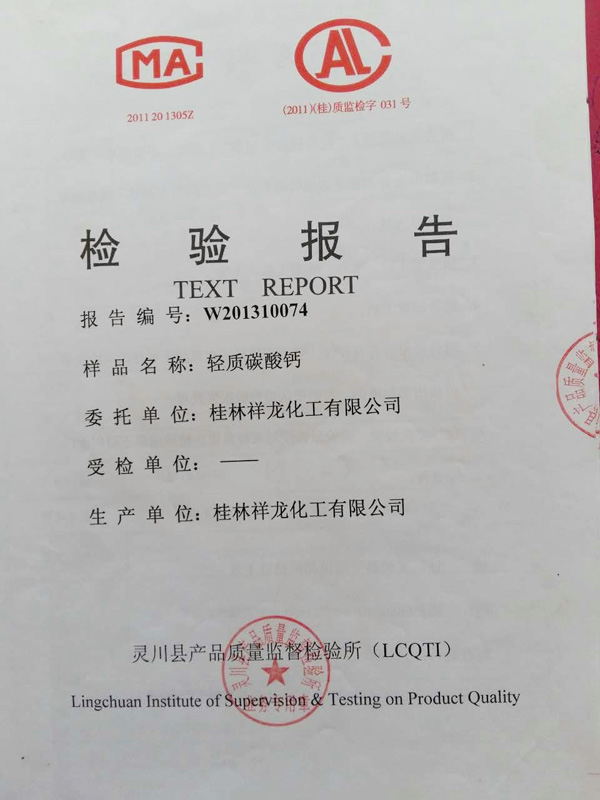 MA
AL
2011 20 1305Z
(2011)(桂)质监检字 031 号
检 验 报 告
TEXT REPORT
报 告 编 号：W201310074
样 品 名 称：轻质碳酸钙
委 托 单 位：桂林祥龙化工有限公司
受 检 单 位：——
生 产 单 位：桂林祥龙化工有限公司
灵川县产品质量监督检验所（LCQTI）
Lingchuan Institute of Supervision & Testing on Product Quality